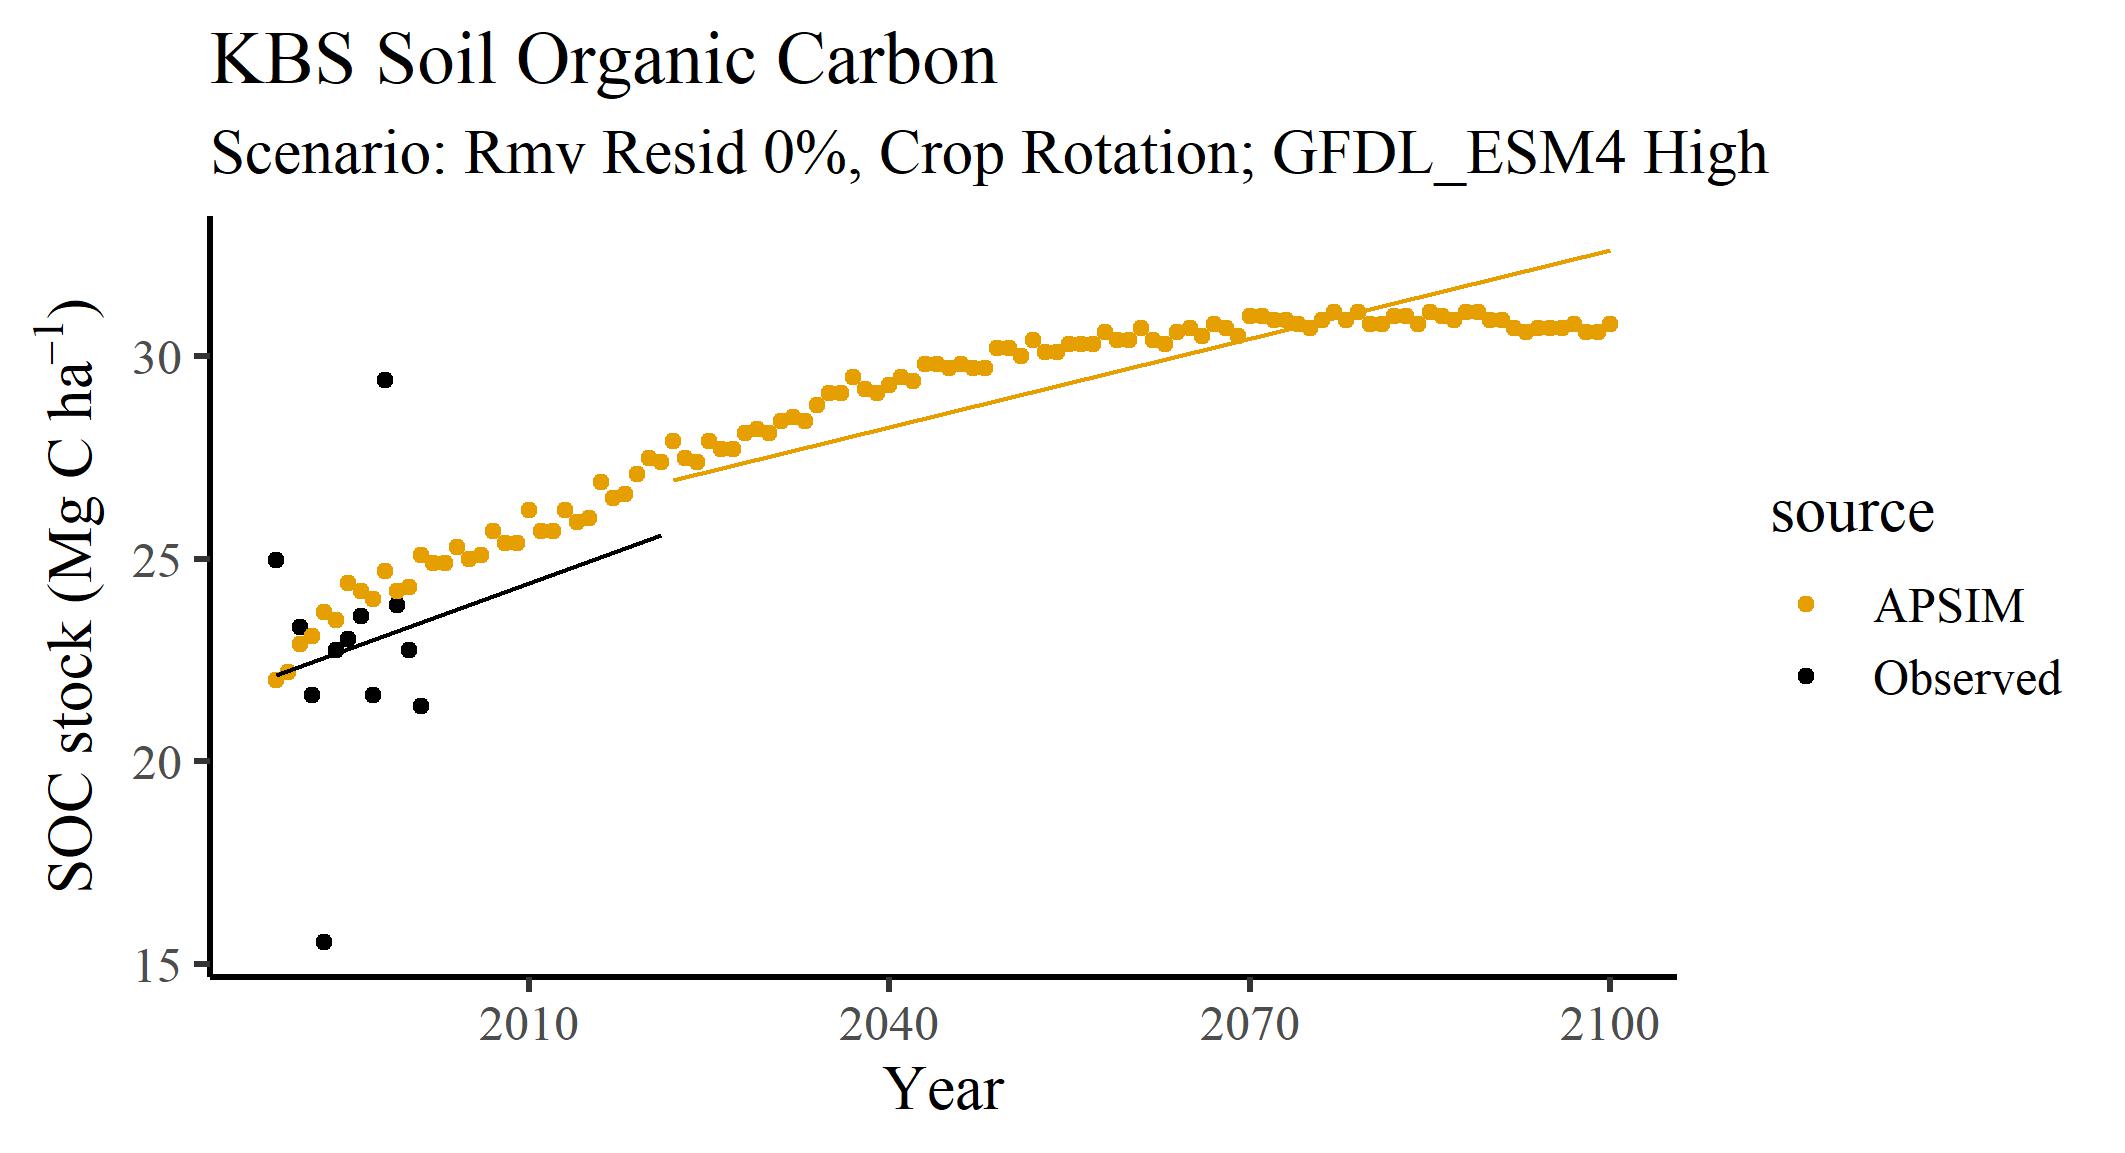 KBS Soil Organic Carbon
Scenario: Rmv Resid 0%, Crop Rotation; GFDL_ESM4 High
SOC stock (Mg C ha⁻¹)
30
25
20
15
2010 2040 2070 2100
Year
source
APSIM
Observed